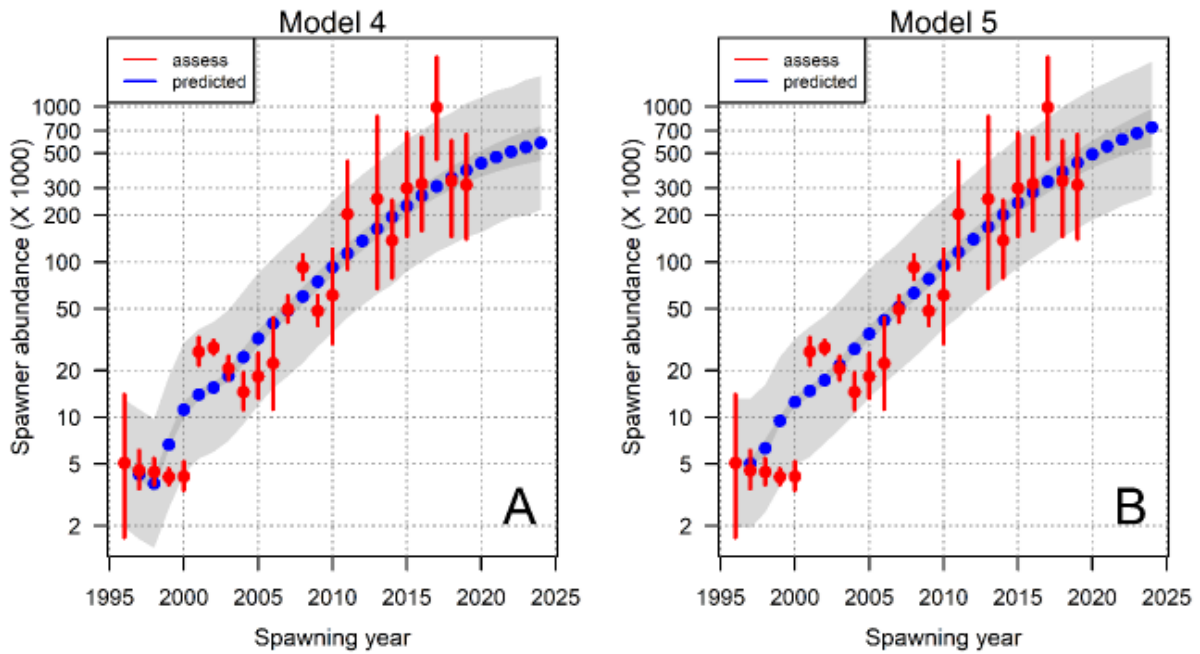 Model 4
assess
predicted
Spawner abundance (X 1000)
1000
700
500
300
200
100
50
20
10
5
2
A
1995 2000 2005 2010 2015 2020 2025
Spawning year
Model 5
assess
predicted
Spawner abundance (X 1000)
1000
700
500
300
200
100
50
20
10
5
2
B
1995 2000 2005 2010 2015 2020 2025
Spawning year